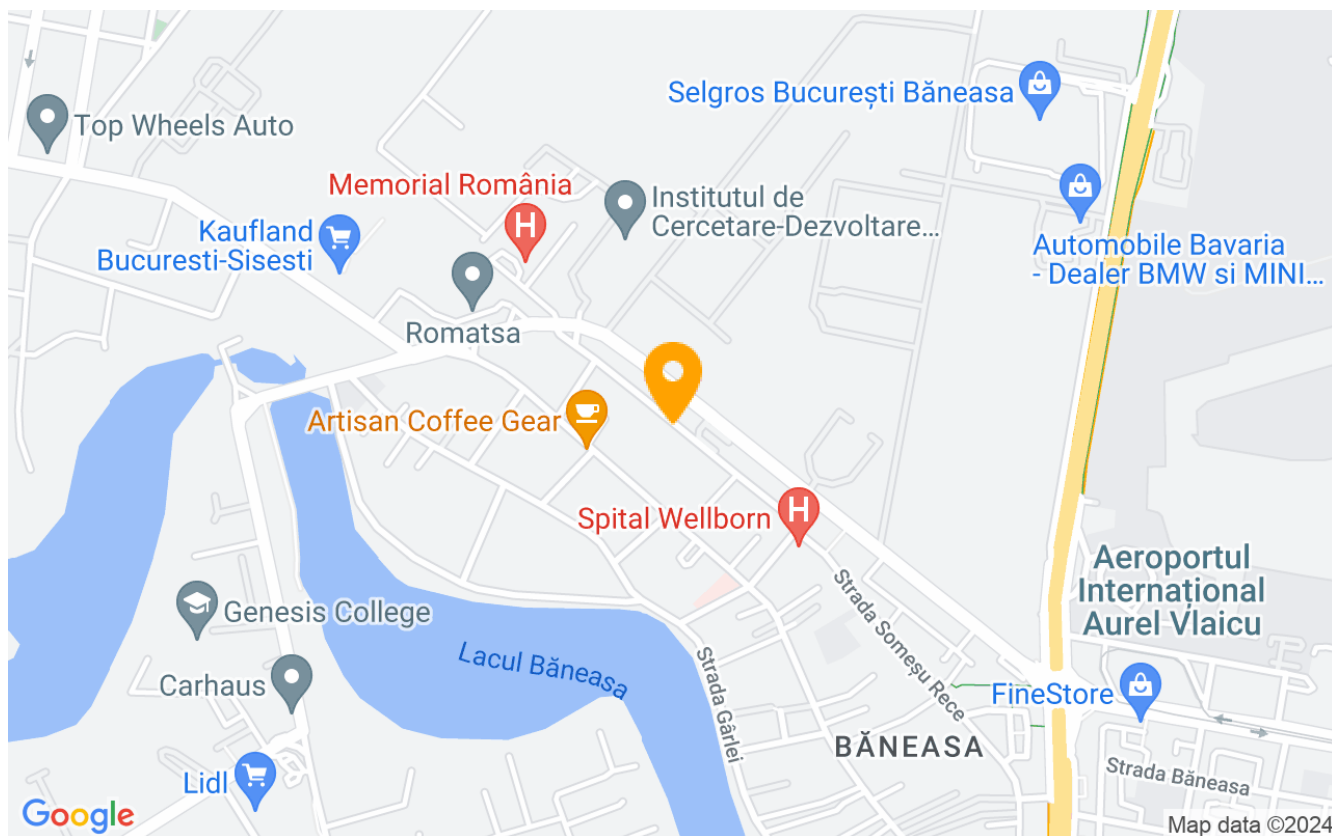 Selgros București Băneasa
Top Wheels Auto
Memorial România
Institutul de
Cercetare-Dezvoltare...
Kaufland
Bucuresti-Sisesti
Automobile Bavaria
- Dealer BMW si MINI...
Romatsa
Artisan Coffee Gear
Spital Wellborn
Aeroportul
Internațional
Aurel Vlaicu
Genesis College
Strada Someșu Rece
Lacul Băneasa
Strada Gârlei
Carhaus
FineStore
BĂNEASA
Strada Băneasa
Lidl
Google
Map data ©2024